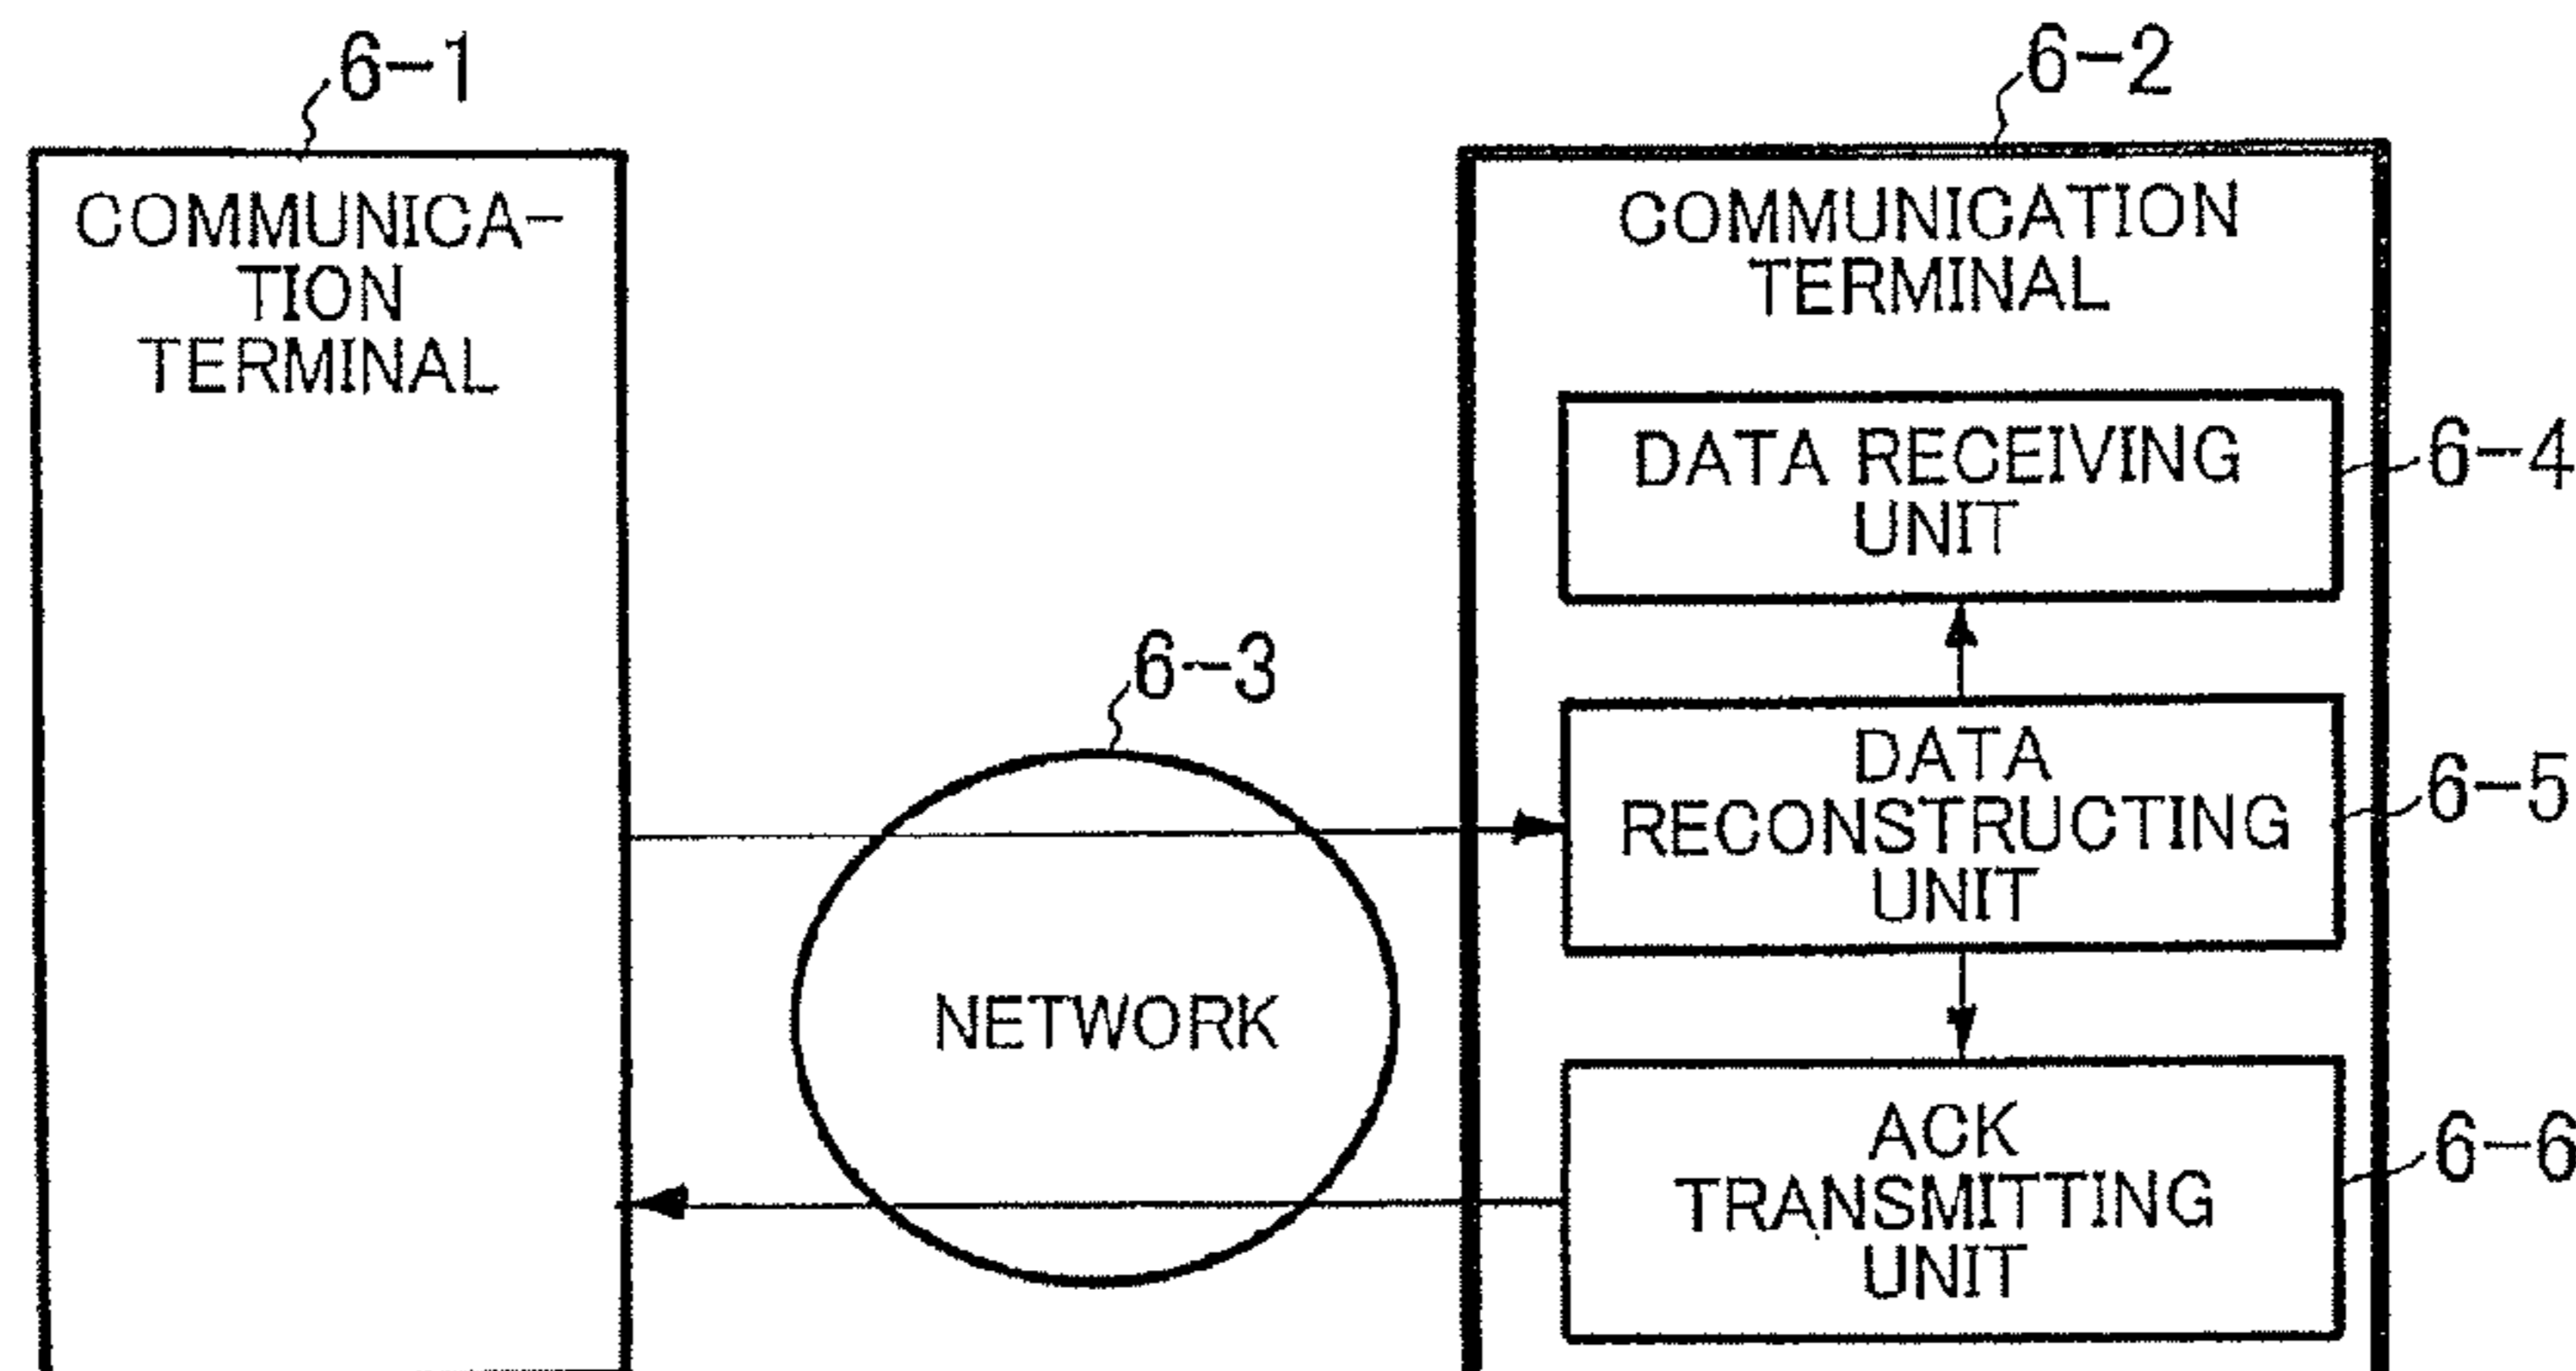 6-1
6-2
COMMUNICA-
TION
TERMINAL
COMMUNICATION
TERMINAL
DATA RECEIVING
UNIT
6-4
6-3
DATA
RECONSTRUCTING
UNIT
6-5
NETWORK
ACK
TRANSMITTING
UNIT
6-6